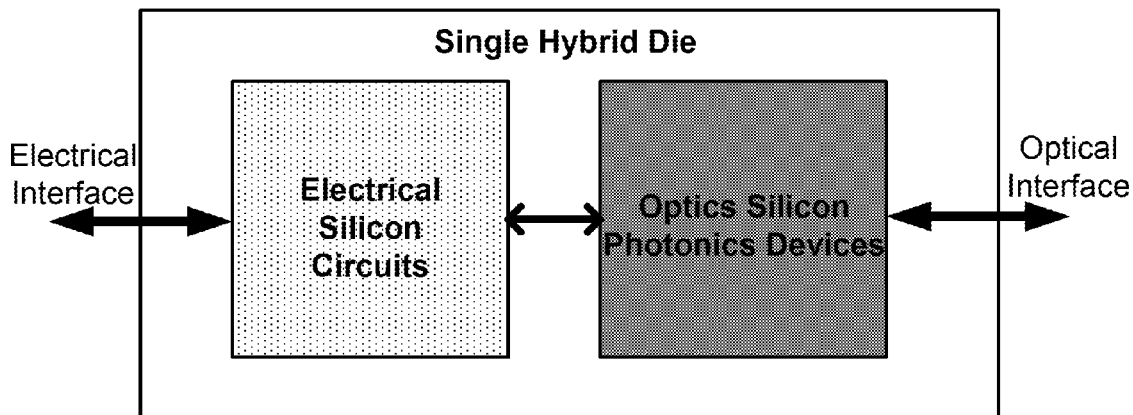 Single Hybrid Die
Electrical
Interface
Electrical
Silicon
Circuits
Optics Silicon
Photonics Devices
Optical
Interface